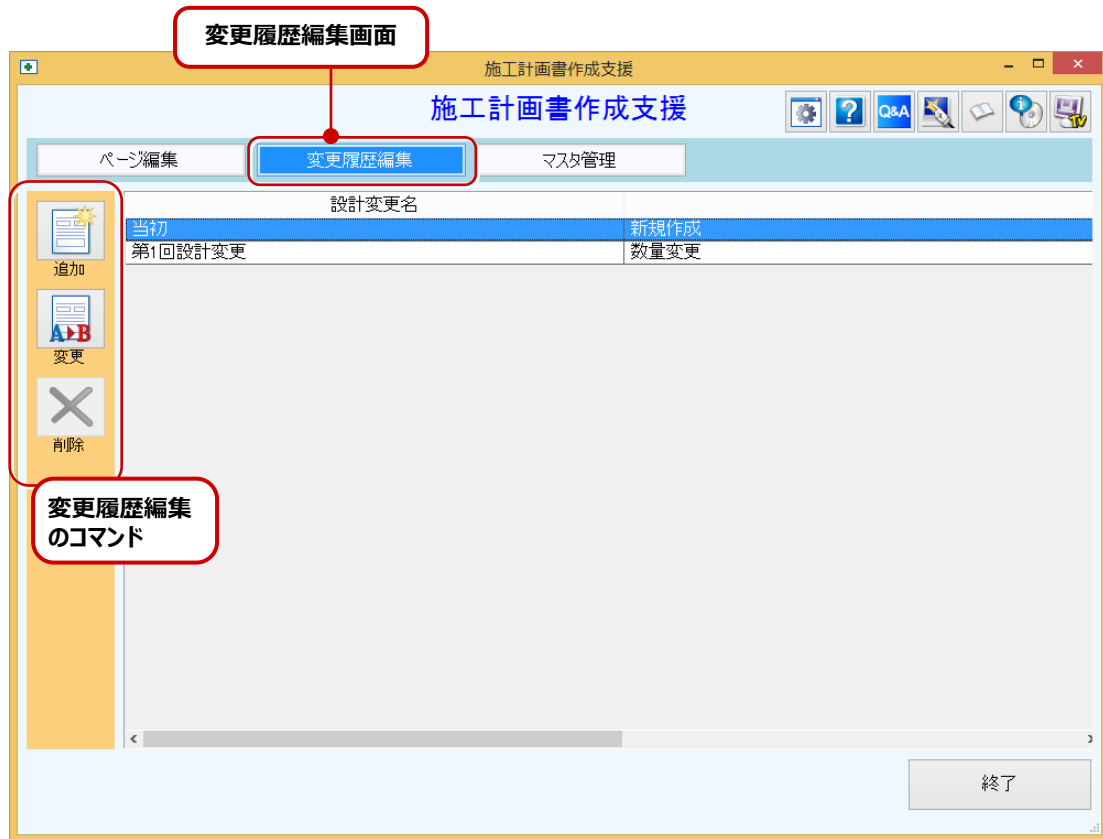 変更履歴編集画面
施工計画書作成支援
施工計画書作成支援
Q&A
TV
ページ編集
変更履歴編集
マスタ管理
設計変更名
当初
新規作成
第1回設計変更
数量変更
追加
A B
変更
削除
変更履歴編集
のコマンド
終了